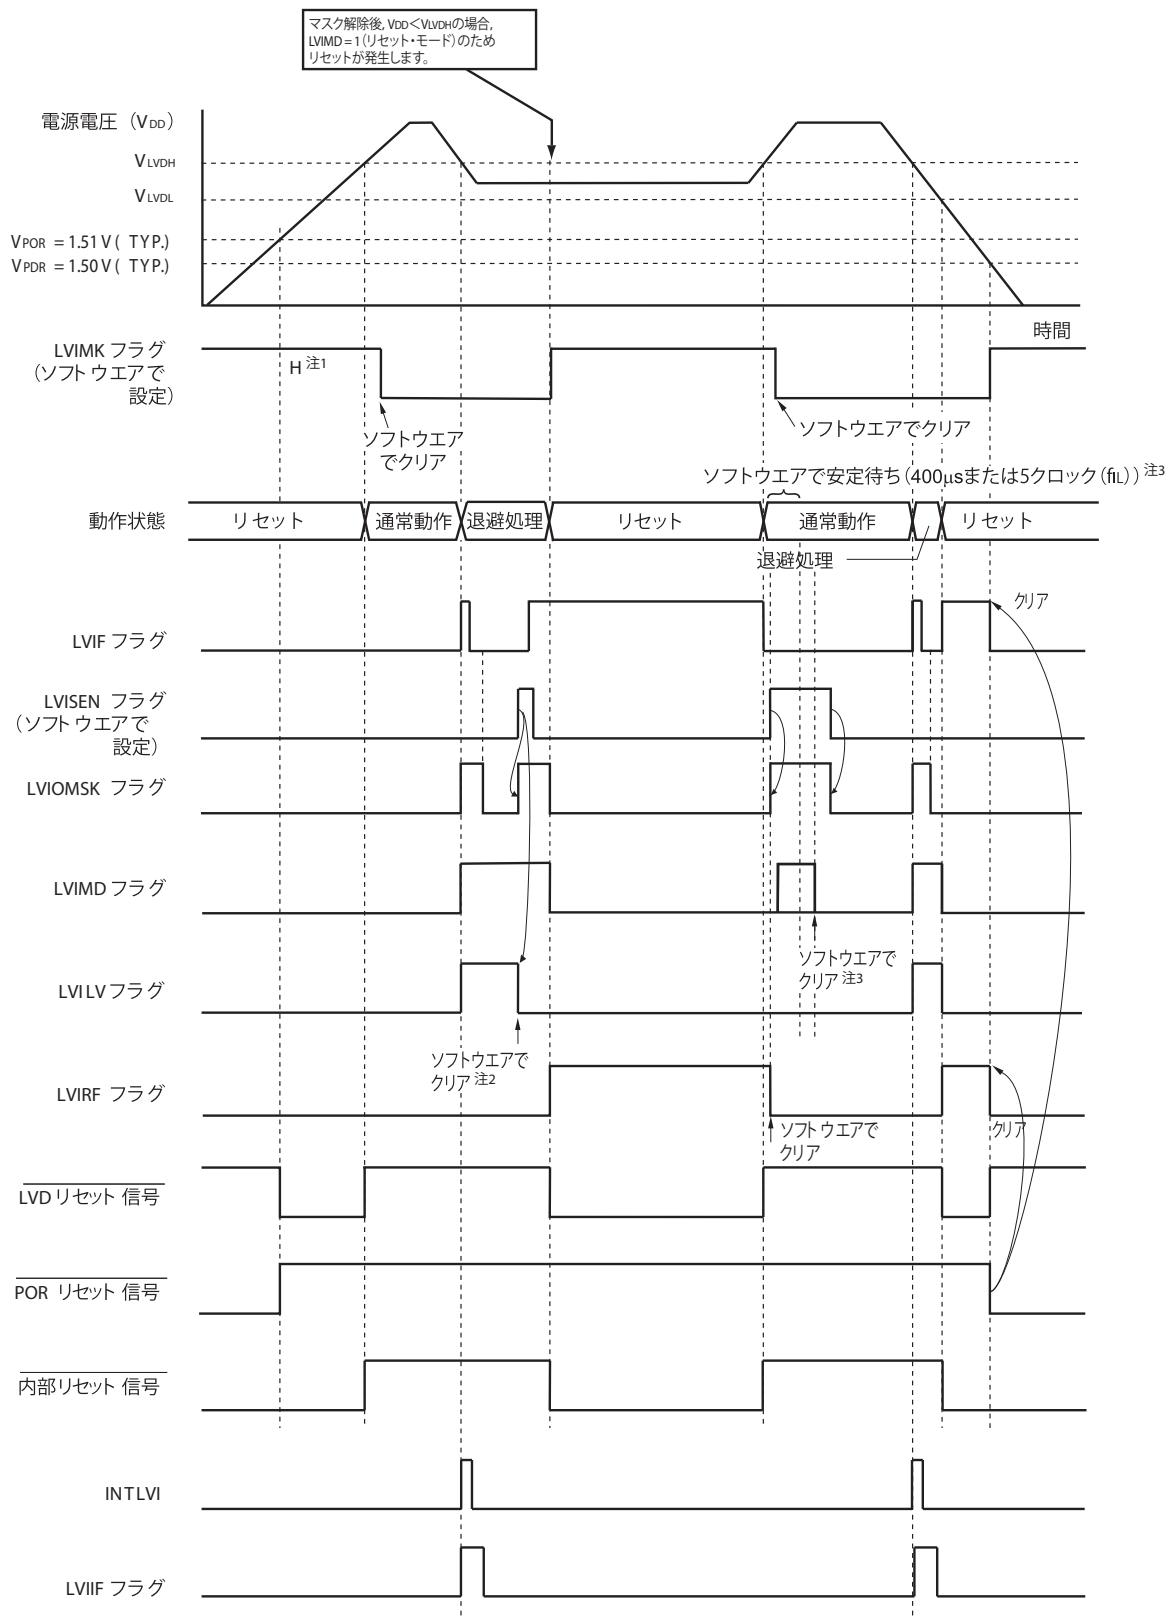 マスク解除後, VDD＜VLVDHの場合,
LVIMD＝1（リセット・モード）のため
リセットが発生します。
電源電圧（VDD）
VLVDH
VLVDL
VPOR ＝1.51 V（ TYP.）
VPDR ＝1.50 V（ TYP.）
時間
LVIMK フラグ
（ソフトウエアで
設定）
H 注1
ソフトウエア
でクリア
ソフトウエアでクリア
ソフトウエアで安定待ち（400μsまたは5クロック（fIL））注3
動作状態
リセット
通常動作
退避処理
リセット
通常動作
リセット
退避処理
クリア
LVIF フラグ
LVISEN フラグ
（ソフトウエアで
設定）
LVIOMSK フラグ
LVIMD フラグ
ソフトウエアで
クリア 注3
LVILV フラグ
ソフトウエアで
クリア 注2
LVIRF フラグ
ソフトウエアで
クリア
クリア
LVD リセット信号
POR リセット信号
内部リセット信号
INTLVI
LVIIF フラグ